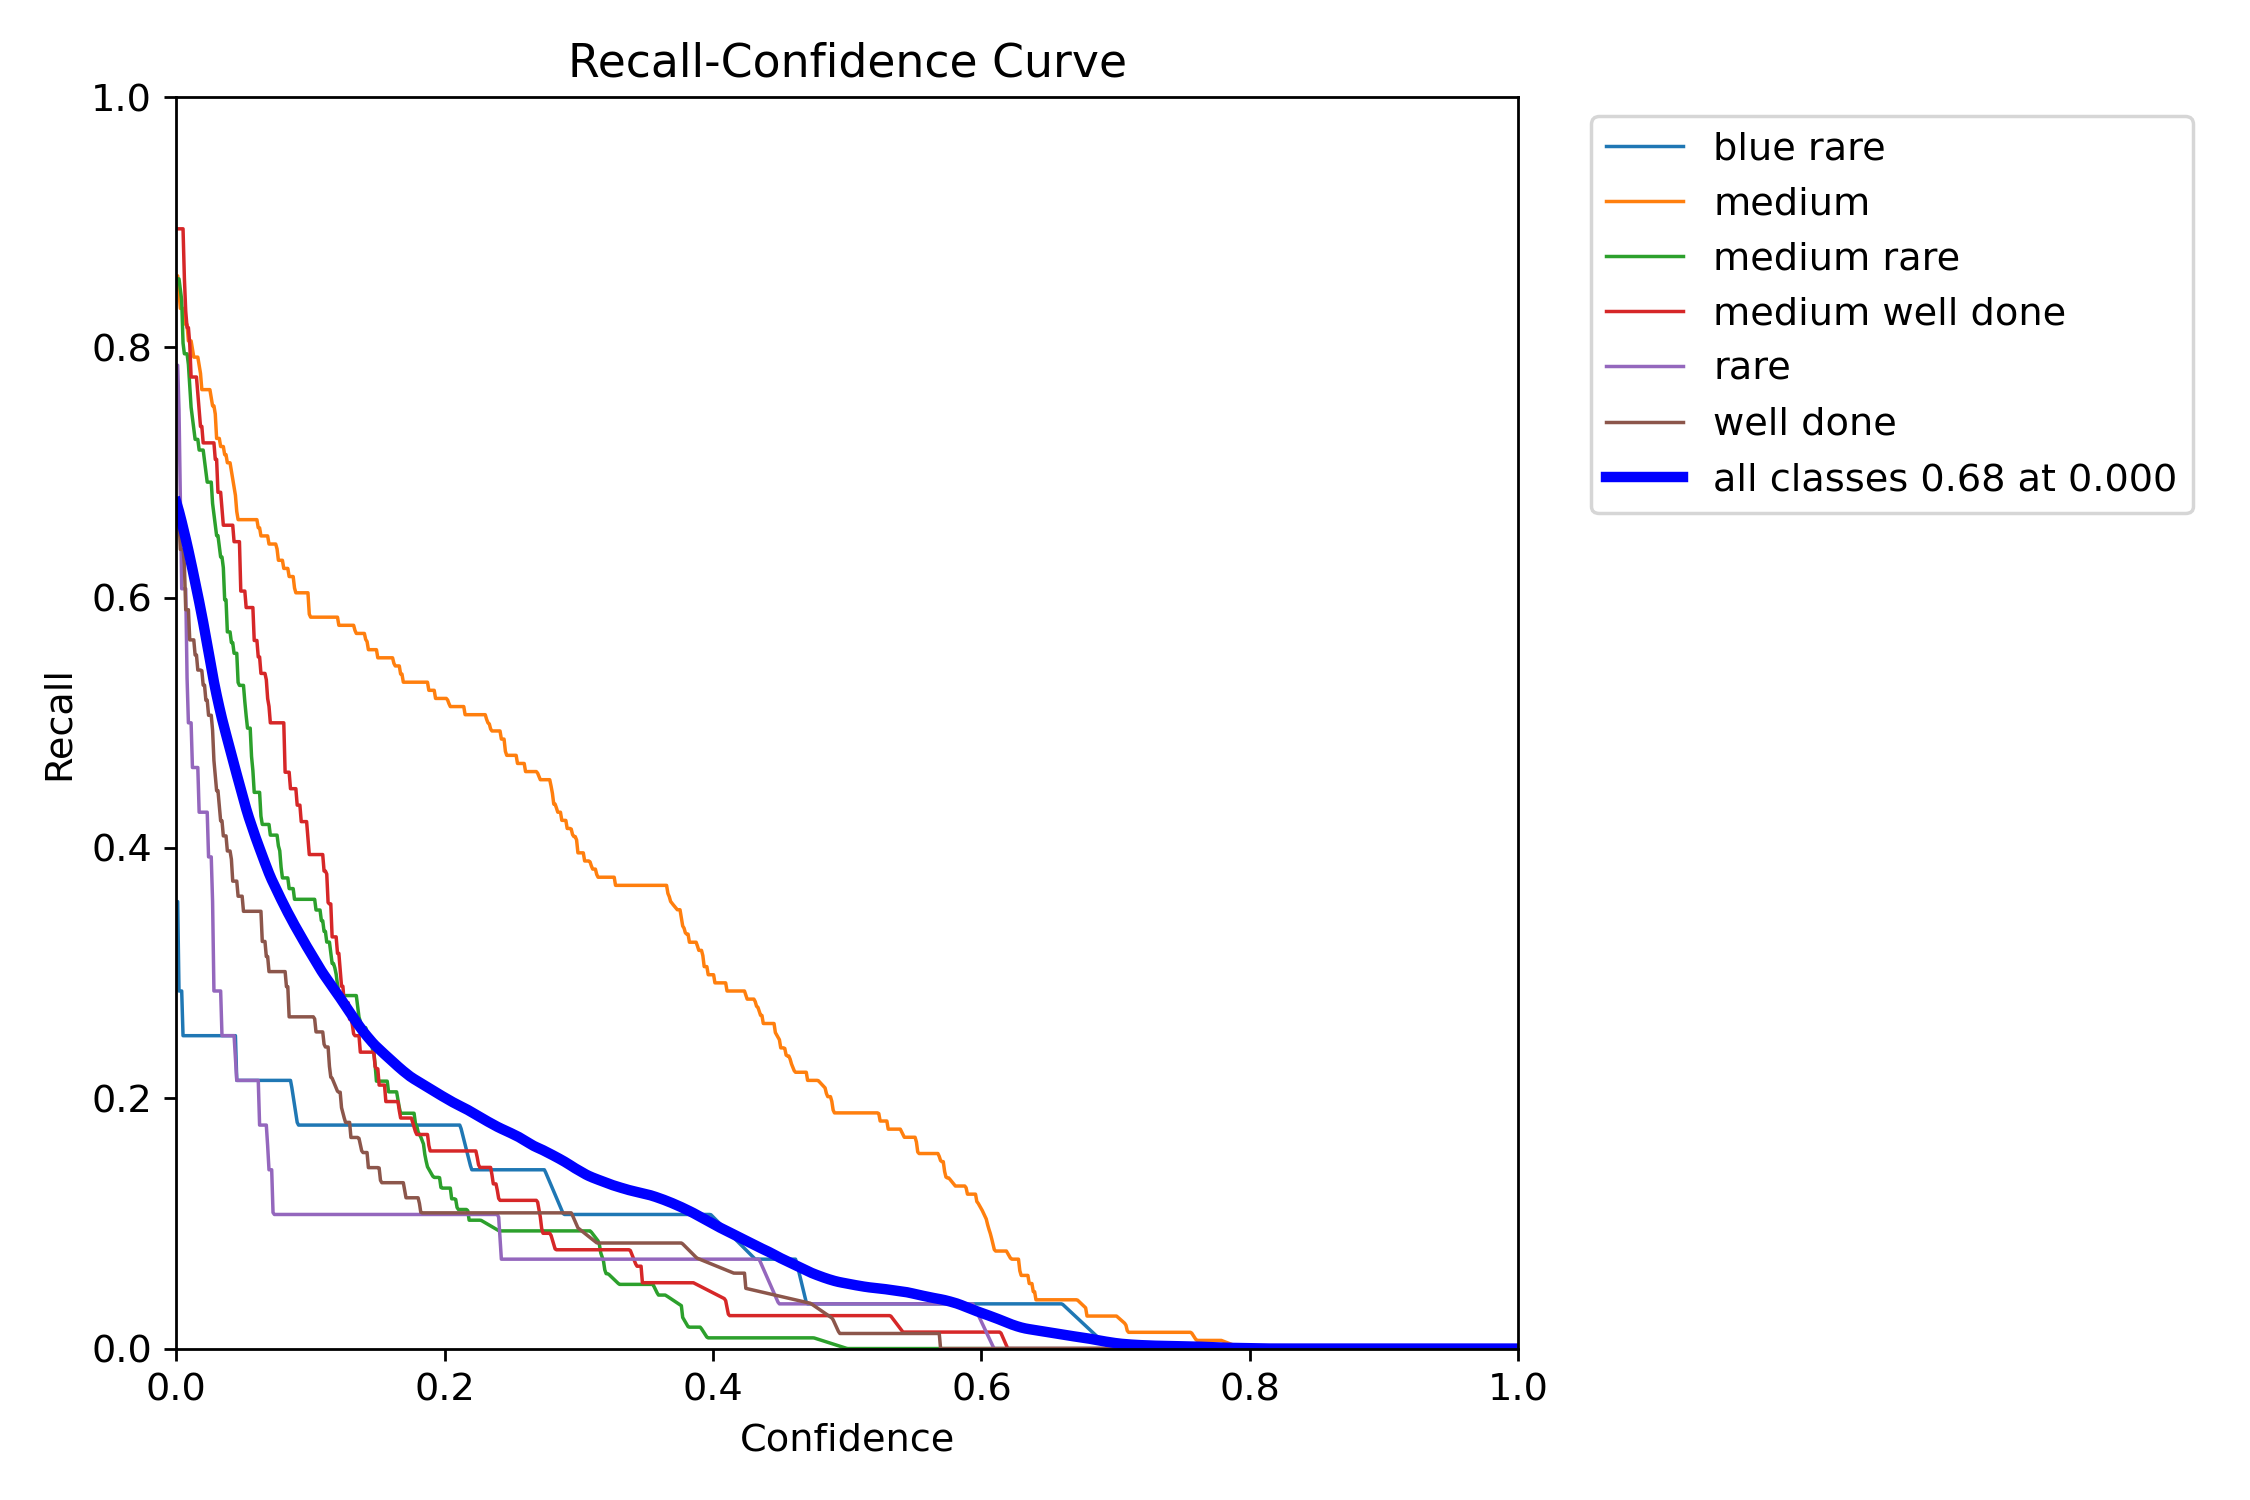 Recall-Confidence Curve
1.0
0.8
0.6
0.4
0.2
0.0
Recall
0.0 0.2 0.4 0.6 0.8 1.0
Confidence
blue rare
medium
medium rare
medium well done
rare
well done
all classes 0.68 at 0.000